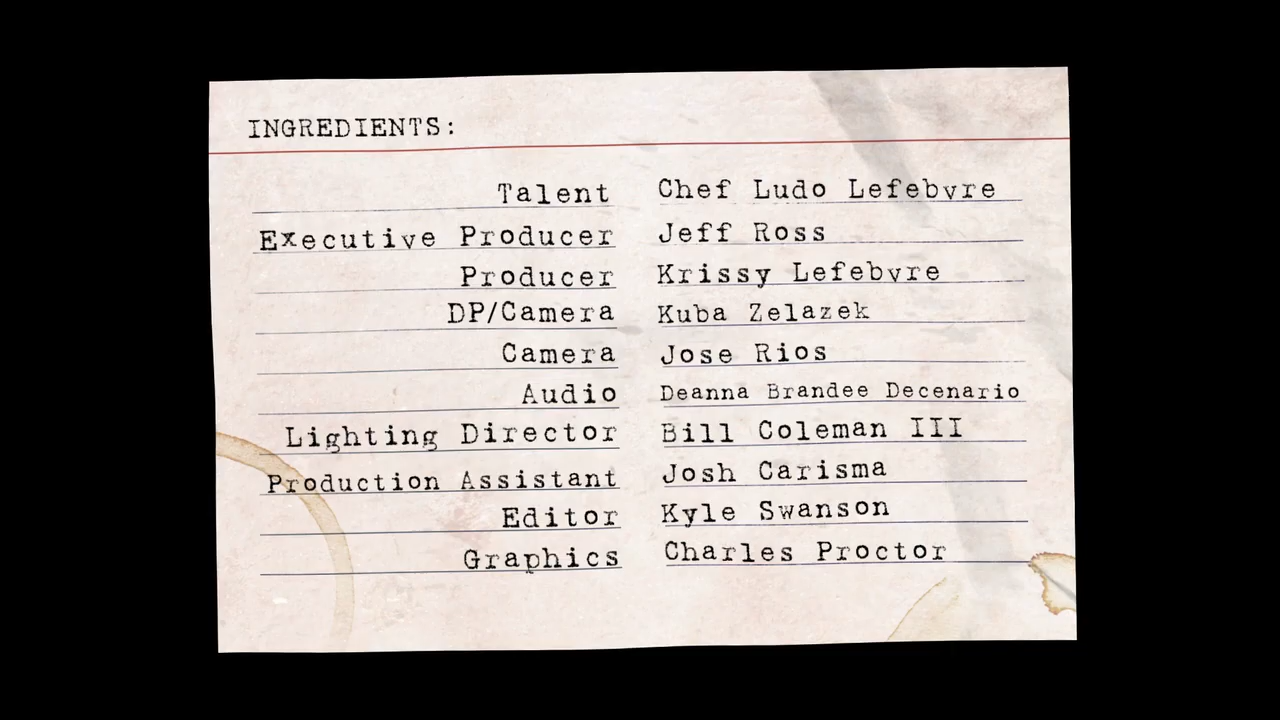 INGREDIENTS:
Talent Chef Ludo Lefebvre
Executive Producer Jeff Ross
Producer Krissy Lefebvre
DP/Camera Kuba Zelazek
Camera Jose Rios
Audio Deanna Brandee Decenario
Lighting Director Bill Coleman III
Production Assistant Josh Carisma
Editor Kyle Swanson
Graphics Charles Proctor